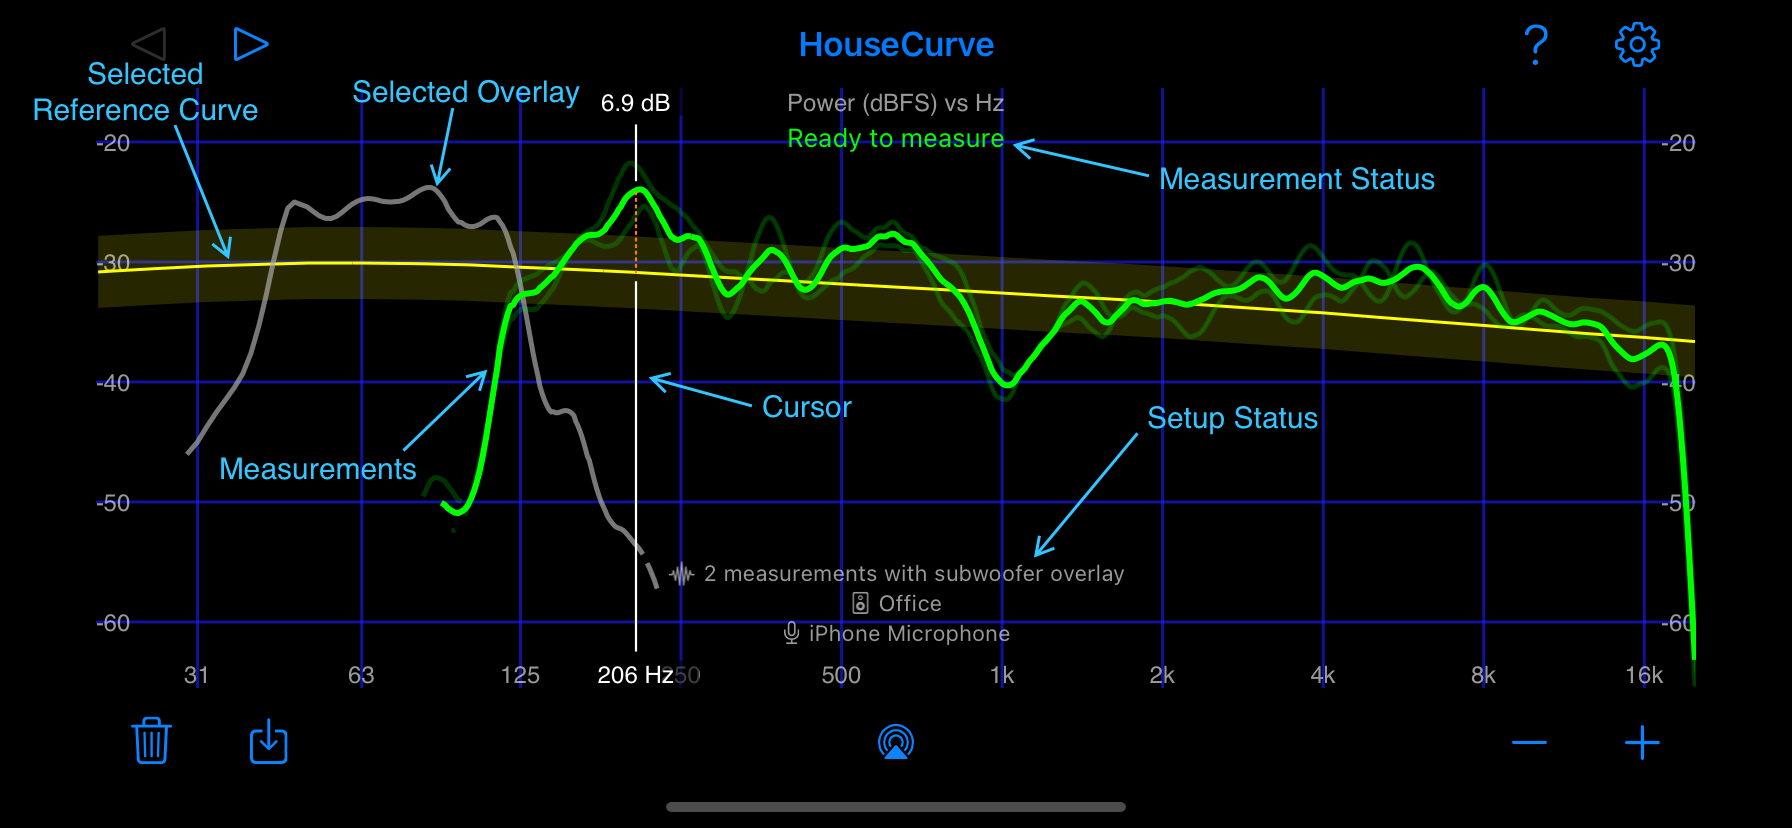 HouseCurve
?
Selected
Reference Curve
Selected Overlay
6.9 dB
Power (dBFS) vs Hz
Ready to measure
-20
-20
Measurement Status
-30
-30
-40
-40
Cursor
Setup Status
Measurements
-50
-50
2 measurements with subwoofer overlay
Office
-60
-60
iPhone Microphone
31
63
125
206 Hz
250
500
1k
2k
4k
8k
16k